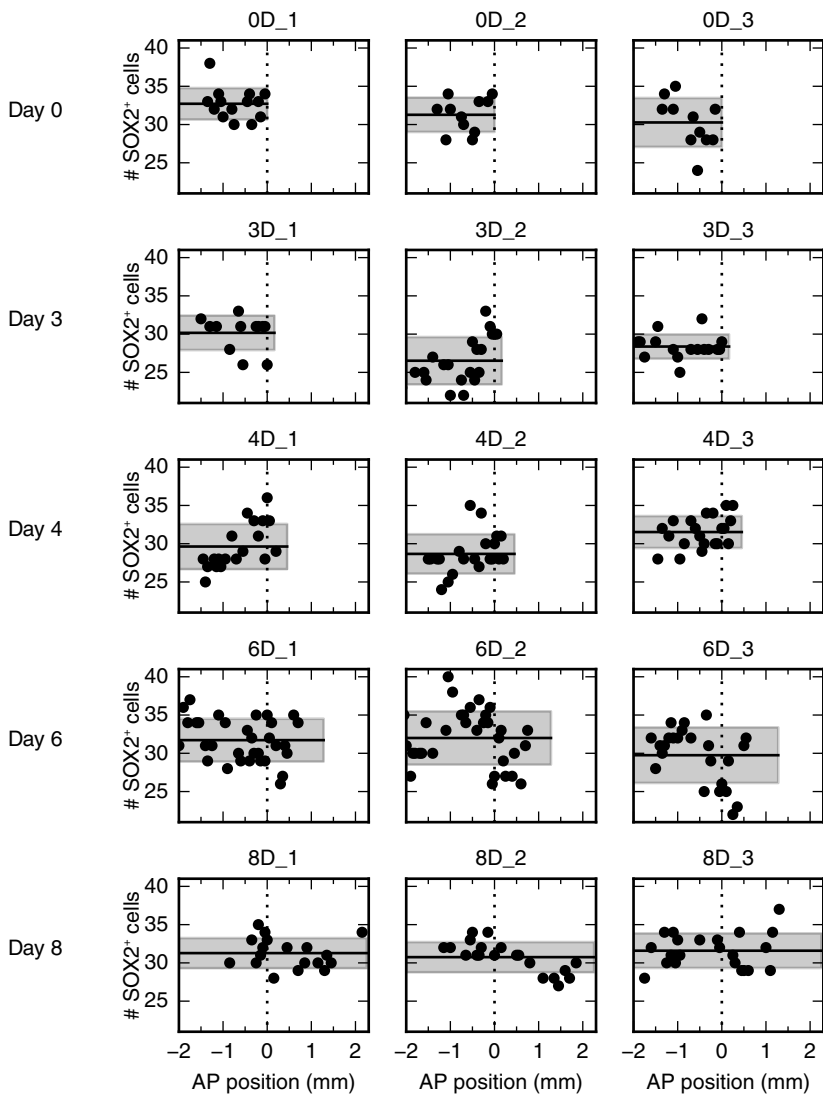 0D_1 0D_2 0D_3
Day 0
# SOX2⁺ cells
40
35
30
25
3D_1 3D_2 3D_3
Day 3
# SOX2⁺ cells
40
35
30
25
4D_1 4D_2 4D_3
Day 4
# SOX2⁺ cells
40
35
30
25
6D_1 6D_2 6D_3
Day 6
# SOX2⁺ cells
40
35
30
25
8D_1 8D_2 8D_3
Day 8
# SOX2⁺ cells
40
35
30
25
−2 −1 0 1 2 −2 −1 0 1 2 −2 −1 0 1 2
AP position (mm) AP position (mm) AP position (mm)